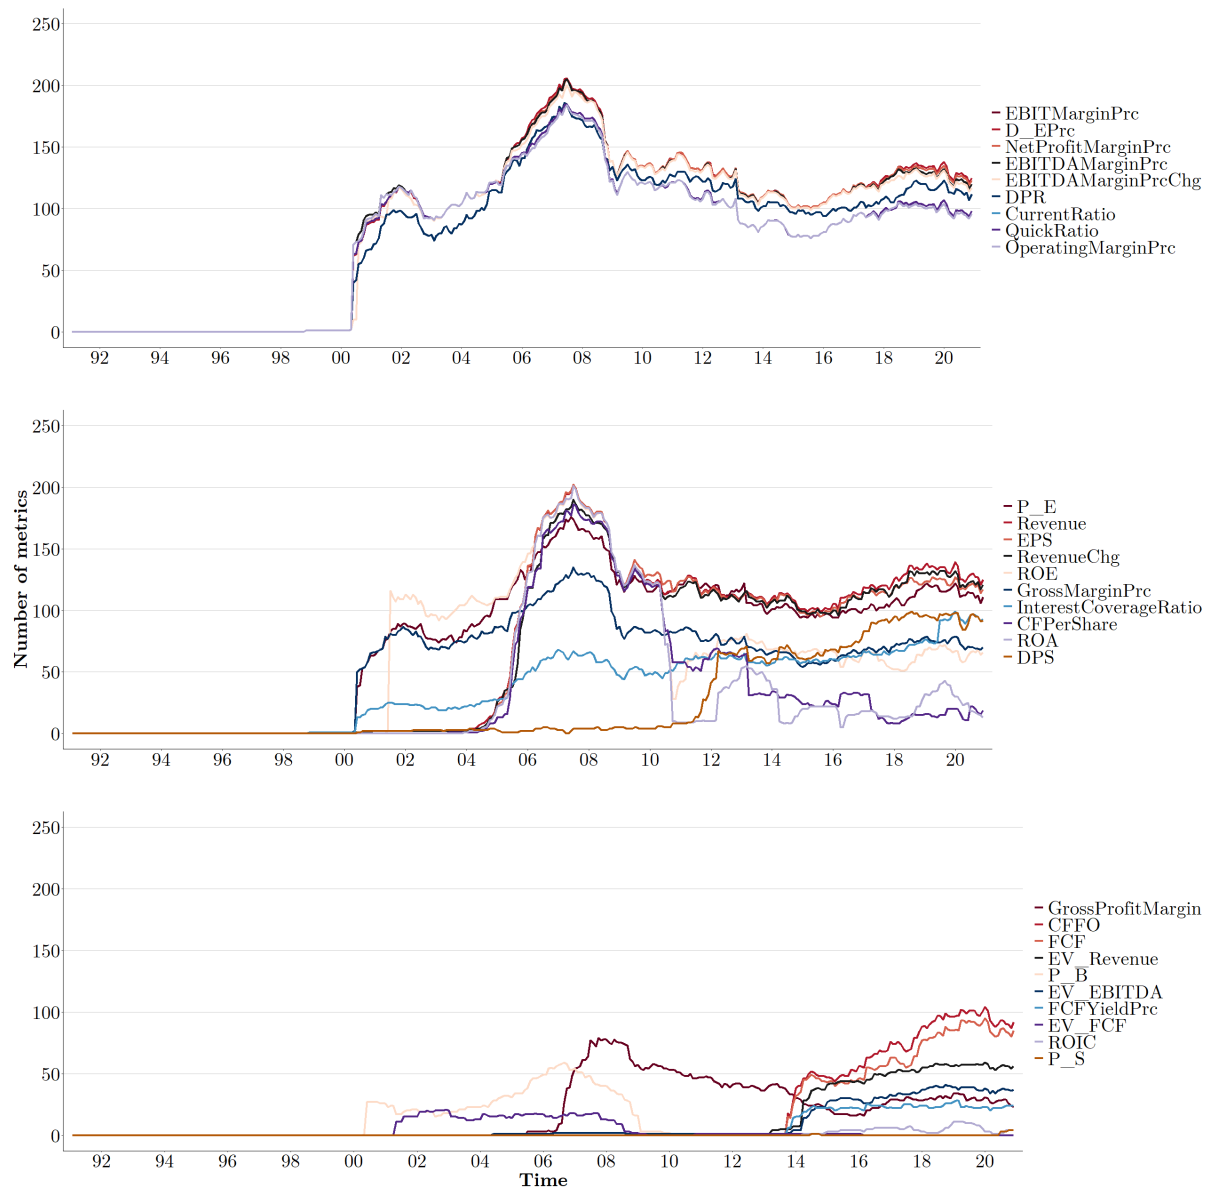 250
200
150
100
50
0
92 94 96 98 00 02 04 06 08 10 12 14 16 18 20
EBITMarginPrc
D_EPrc
NetProfitMarginPrc
EBITDAMarginPrc
EBITDAMarginPrcChg
DPR
CurrentRatio
QuickRatio
OperatingMarginPrc
Number of metrics
250
200
150
100
50
0
92 94 96 98 00 02 04 06 08 10 12 14 16 18 20
P_E
Revenue
EPS
RevenueChg
ROE
GrossMarginPrc
InterestCoverageRatio
CFPerShare
ROA
DPS
250
200
150
100
50
0
92 94 96 98 00 02 04 06 08 10 12 14 16 18 20
Time
GrossProfitMargin
CFFO
FCF
EV_Revenue
P_B
EV_EBITDA
FCFYieldPrc
EV_FCF
ROIC
P_S